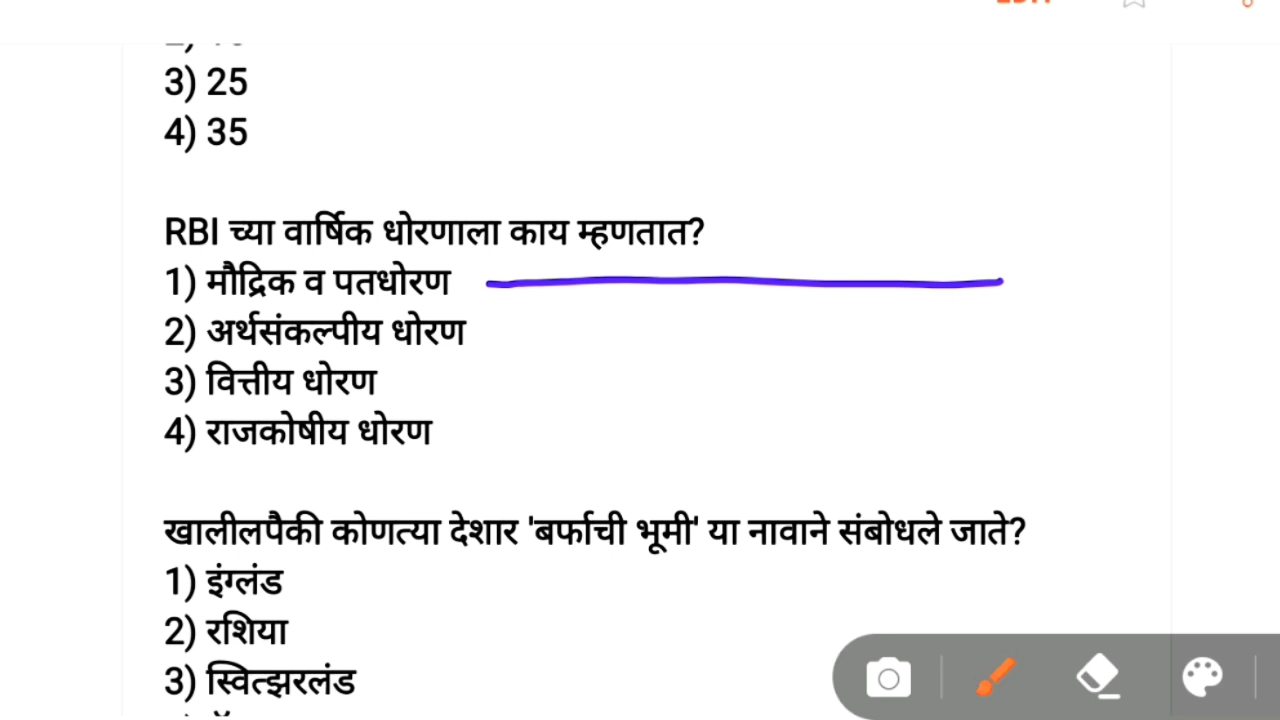 3) 25
4) 35
RBI च्या वार्षिक धोरणाला काय म्हणतात?
1) मौद्रिक व पतधोरण
2) अर्थसंकल्पीय धोरण
3) वित्तीय धोरण
4) राजकोषीय धोरण
खालीलपैकी कोणत्या देशार 'बर्फाची भूमी' या नावाने संबोधले जाते?
1) इंग्लंड
2) रशिया
3) स्वित्झरलंड